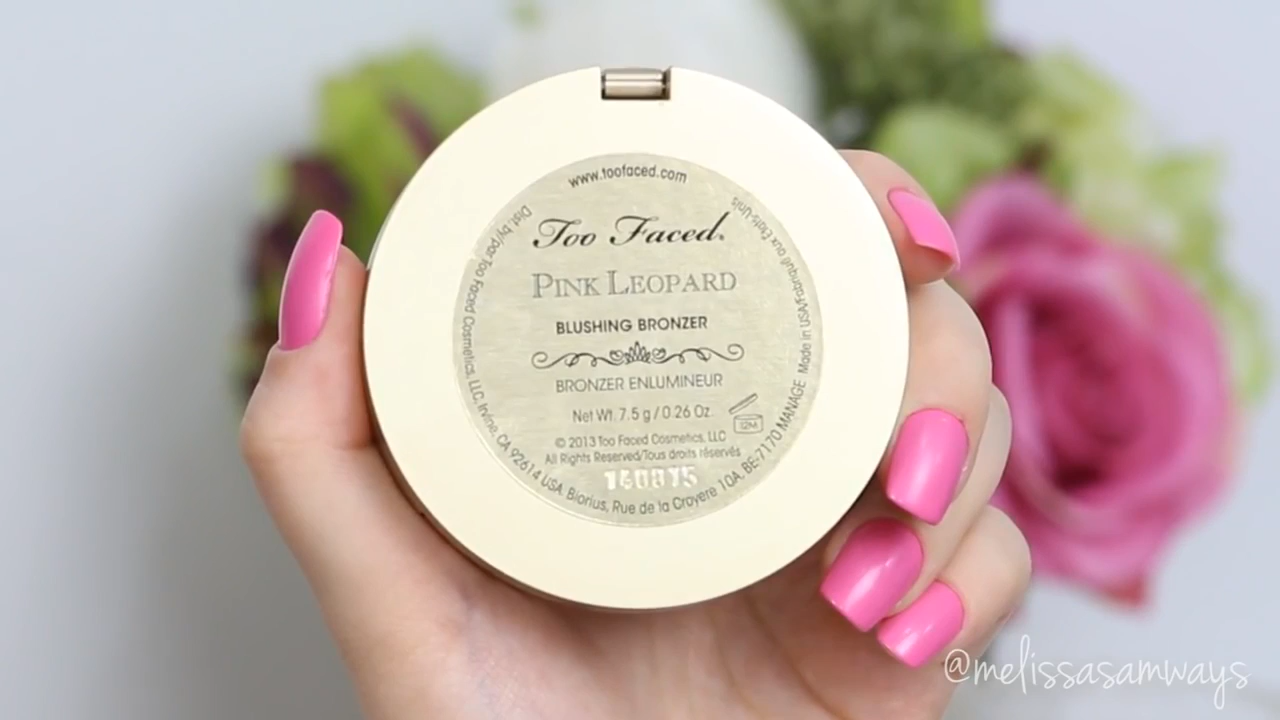 www.toofaced.com
Too Faced.
PINK LEOPARD
BLUSHING BRONZER
BRONZER ENLUMINEUR
Net Wt. 7.5 g / 0.26 Oz.
12M
© 2013 Too Faced Cosmetics, LLC
All Rights Reserved/Tous droits réservés
140075
Dist. by/par Too Faced Cosmetics, LLC, Irvine, CA 92614 USA. Biorius, Rue de la Croyere 10A, BE-7170 MANAGE Made in USA/Fabriqué aux États-Unis
@melissasamways